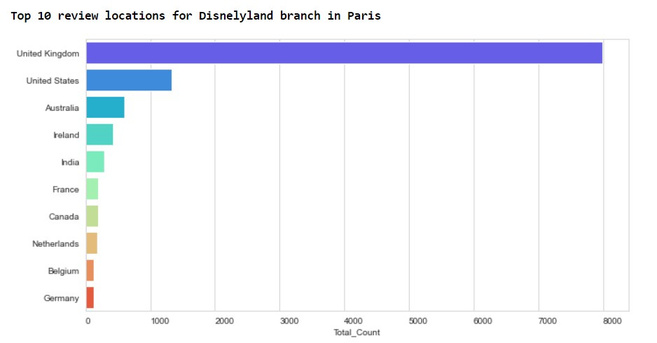 Top 10 review locations for Disnelyland branch in Paris
United Kingdom
United States
Australia
Ireland
India
France
Canada
Netherlands
Belgium
Germany
0 1000 2000 3000 4000 5000 6000 7000 8000
Total_Count